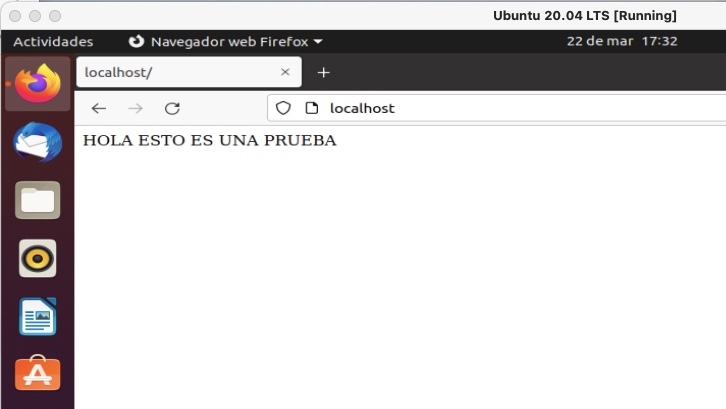 Ubuntu 20.04 LTS [Running]
Actividades Navegador web Firefox 22 de mar 17:32
localhost/
localhost
HOLA ESTO ES UNA PRUEBA